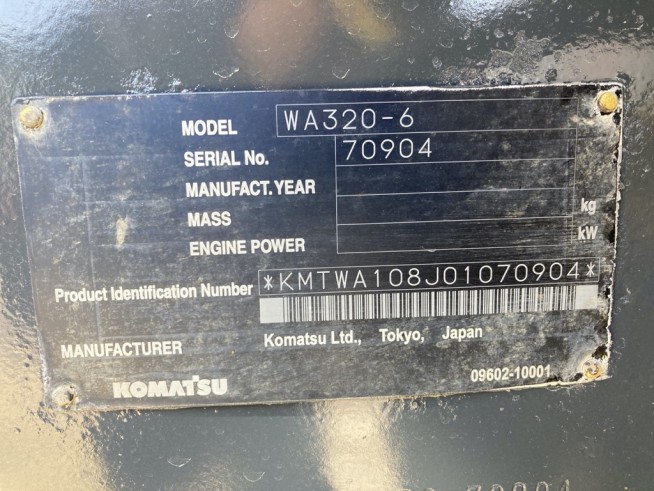 MODEL WA320-6
SERIAL No. 70904
MANUFACT. YEAR
MASS kg
ENGINE POWER kW
Product Identification Number *KMTWA108J01070904*
MANUFACTURER Komatsu Ltd., Tokyo, Japan
KOMATSU 09602-10001
70904